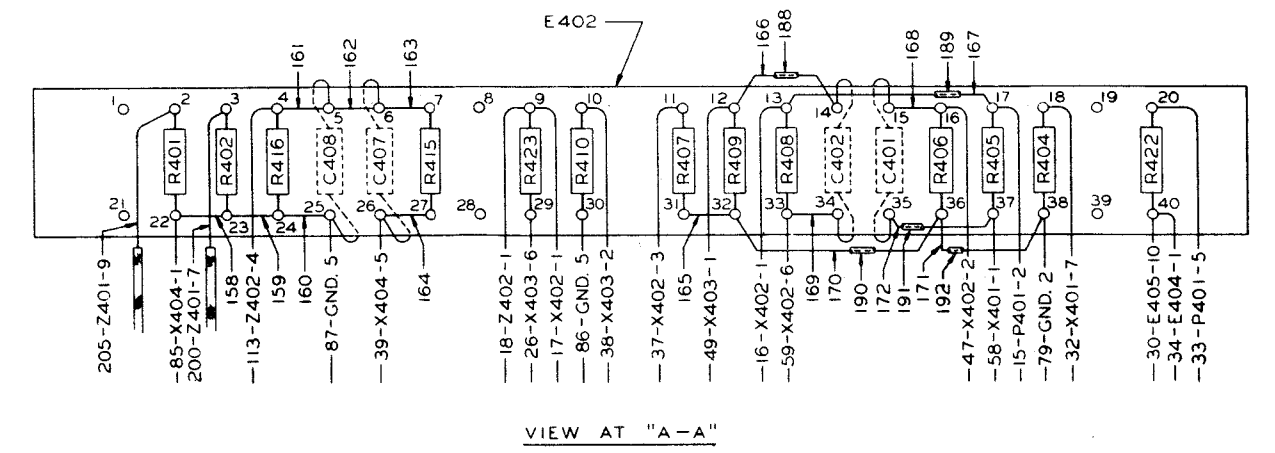 E402
161
162
163
166
188
168
189
167
1
2
3
4
5
6
7
8
9
10
11
12
13
14
15
16
17
18
19
20
R401
R402
R416
C408
C407
R415
R423
R410
R407
R409
R408
C402
C401
R406
R405
R404
R422
21
22
23
24
25
26
27
28
29
30
31
32
33
34
35
36
37
38
39
40
205-Z401-9
85-X404-1
200-Z401-7
158
113-Z402-4
159
160
87-GND. 5
39-X404-5
164
18-Z402-1
26-X403-6
17-X402-1
86-GND. 5
38-X403-2
37-X402-3
165
49-X403-1
16-X402-1
59-X402-6
169
170
190
172
191
171
192
47-X402-2
58-X401-1
15-P401-2
79-GND. 2
32-X401-7
30-E405-10
34-E404-1
33-P401-5
VIEW AT "A-A"